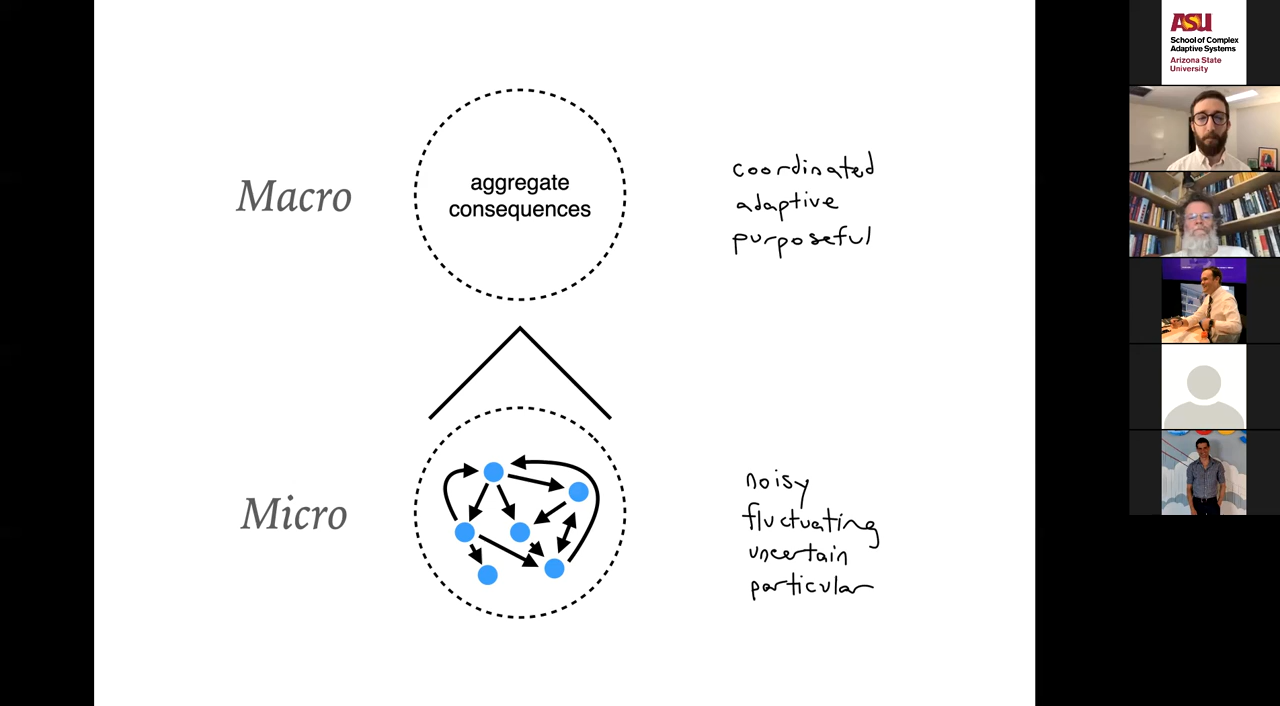 Macro
aggregate
consequences
coordinated
adaptive
purposeful
Micro
noisy
fluctuating
uncertain
particular
ASU
School of Complex
Adaptive Systems
Arizona State
University